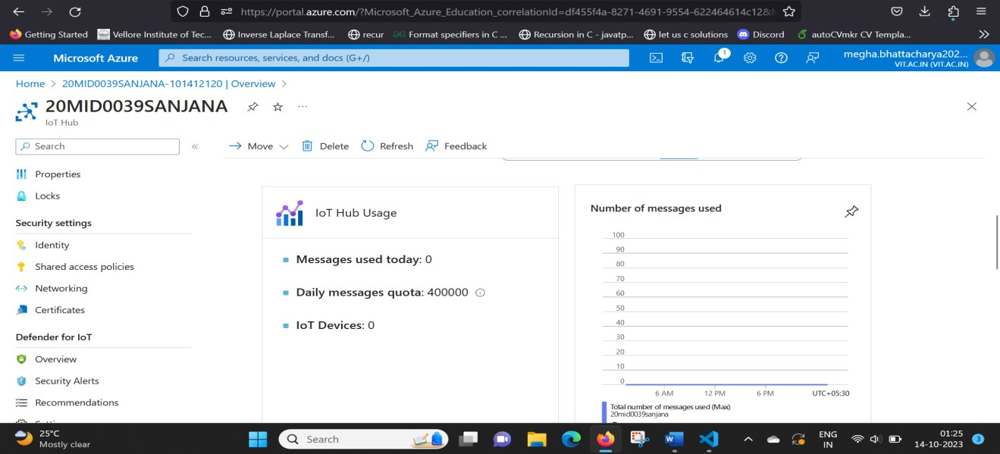 https://portal.azure.com/?Microsoft_Azure_Education_correlationId=df455f4a-8271-4691-9554-622464614c128&
Getting Started Vellore Institute of Tec... Inverse Laplace Transf... recur Format specifiers in C ... Recursion in C - javatp... let us c solutions Discord autoCVmkr CV Templa...
Microsoft Azure Search resources, services, and docs (G+/) 1 megha.bhattacharya202...
VIT.AC.IN (VIT.AC.IN)
Home > 20MID0039SANJANA-101412120 | Overview >
20MID0039SANJANA ...
IoT Hub
Search « Move Delete Refresh Feedback
Properties
Locks
Security settings
Identity
Shared access policies
Networking
Certificates
Defender for IoT
Overview
Security Alerts
Recommendations
IoT Hub Usage
Messages used today: 0
Daily messages quota: 400000
IoT Devices: 0
Number of messages used
100
90
80
70
60
50
40
30
20
10
0
6 AM 12 PM 6 PM UTC+05:30
Total number of messages used (Max)
20mid0039sanjana
25°C
Mostly clear
Search
ENG
IN
01:25
14-10-2023
3